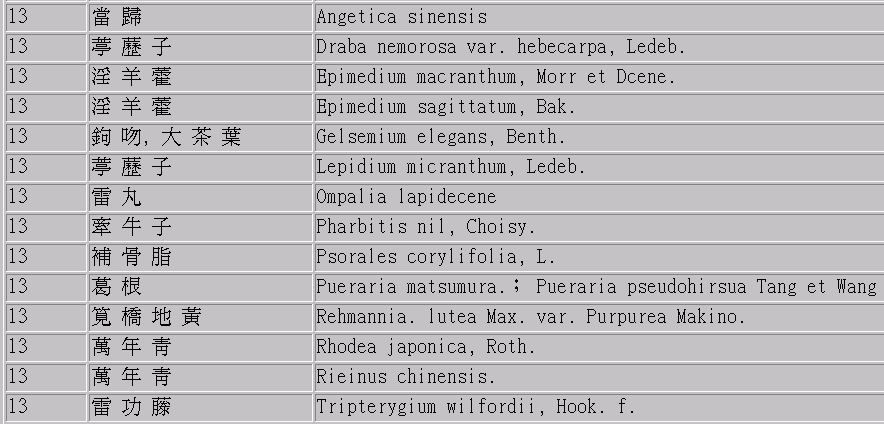 13 當 歸 Angetica sinensis
13 葶 藶 子 Draba nemorosa var. hebecarpa, Ledeb.
13 淫 羊 藿 Epimedium macranthum, Morr et Dcene.
13 淫 羊 藿 Epimedium sagittatum, Bak.
13 鉤 吻, 大 茶 葉 Gelsemium elegans, Benth.
13 葶 藶 子 Lepidium micranthum, Ledeb.
13 雷 丸 Ompalia lapidecene
13 牽 牛 子 Pharbitis nil, Choisy.
13 補 骨 脂 Psorales corylifolia, L.
13 葛 根 Pueraria matsumura.; Pueraria pseudohirsua Tang et Wang
13 筧 橋 地 黃 Rehmannia. lutea Max. var. Purpurea Makino.
13 萬 年 青 Rhodea japonica, Roth.
13 萬 年 青 Rieinus chinensis.
13 雷 功 藤 Tripterygium wilfordii, Hook. f.